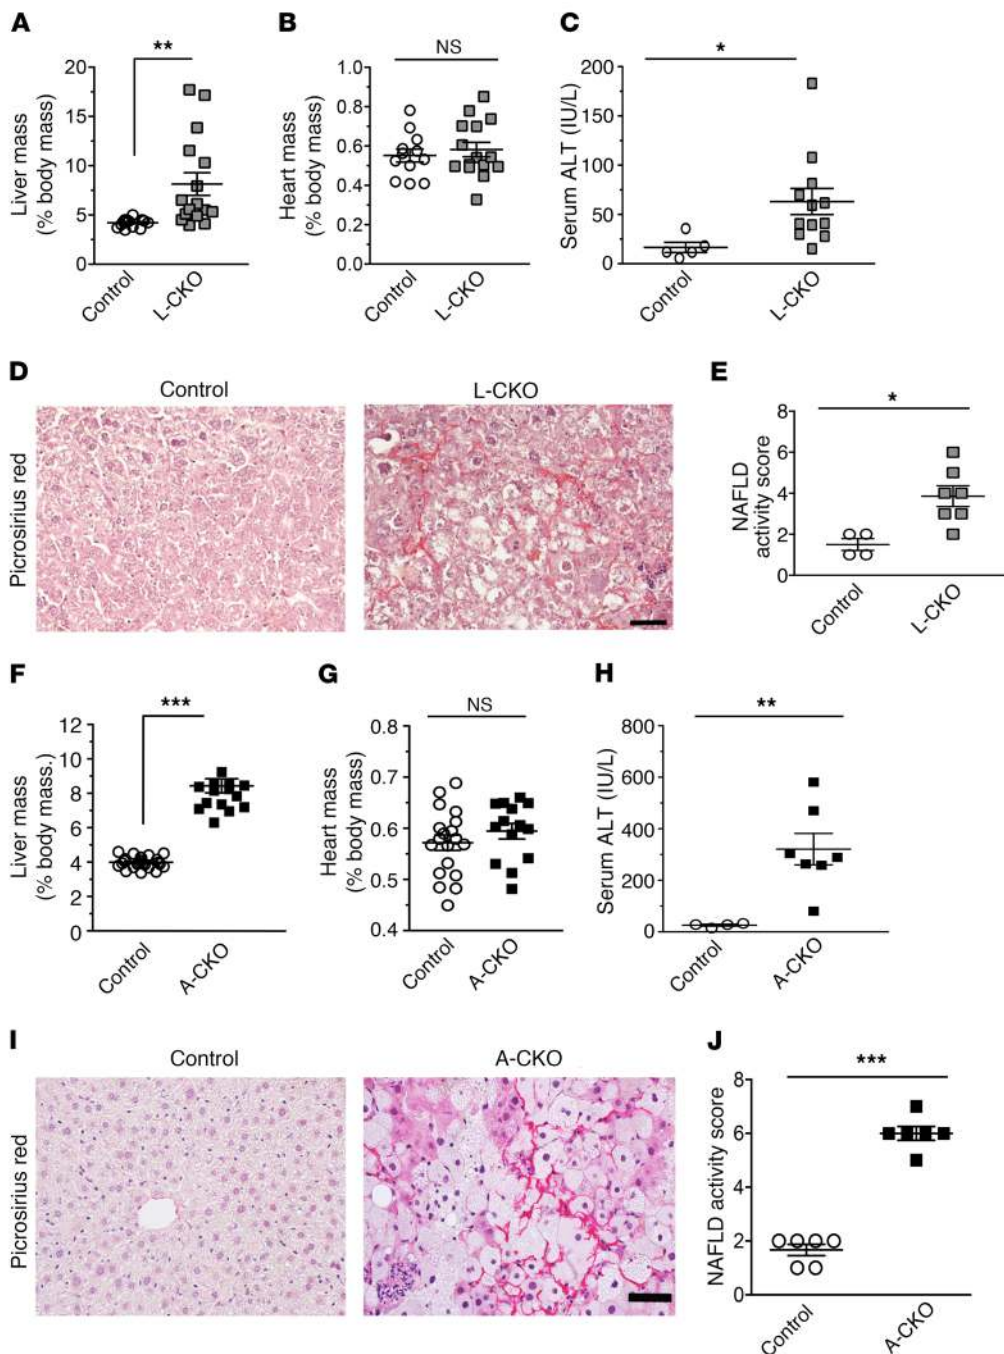 A
**
Liver mass
(% body mass)
20
15
10
5
0
Control
L-CKO
B
NS
Heart mass
(% body mass)
1.0
0.8
0.6
0.4
0.2
0.0
Control
L-CKO
C
*
Serum ALT (IU/L)
200
150
100
50
0
Control
L-CKO
D
Control
L-CKO
Picrosirius red
E
*
NAFLD
activity score
8
6
4
2
0
Control
L-CKO
F
***
Liver mass
(% body mass.)
12
10
8
6
4
2
0
Control
A-CKO
G
NS
Heart mass
(% body mass)
0.8
0.7
0.6
0.5
0.4
Control
A-CKO
H
**
Serum ALT (IU/L)
800
600
400
200
0
Control
A-CKO
I
Control
A-CKO
Picrosirius red
J
***
NAFLD activity score
8
6
4
2
0
Control
A-CKO